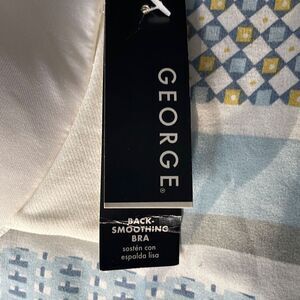 GEORGE®
BACK-
SMOOTHING
BRA
sostén con
espalda lisa